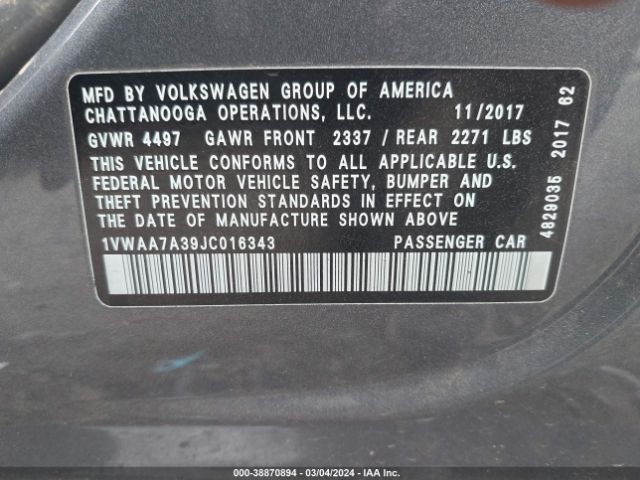 MFD BY VOLKSWAGEN GROUP OF AMERICA
CHATTANOOGA OPERATIONS, LLC. 11/2017
GVWR 4497 GAWR FRONT 2337 / REAR 2271 LBS
THIS VEHICLE CONFORMS TO ALL APPLICABLE U.S.
FEDERAL MOTOR VEHICLE SAFETY, BUMPER AND
THEFT PREVENTION STANDARDS IN EFFECT ON
THE DATE OF MANUFACTURE SHOWN ABOVE
1VWAA7A39JC016343 PASSENGER CAR
4829036 2017 62
000-38870894 - 03/04/2024 - IAA Inc.